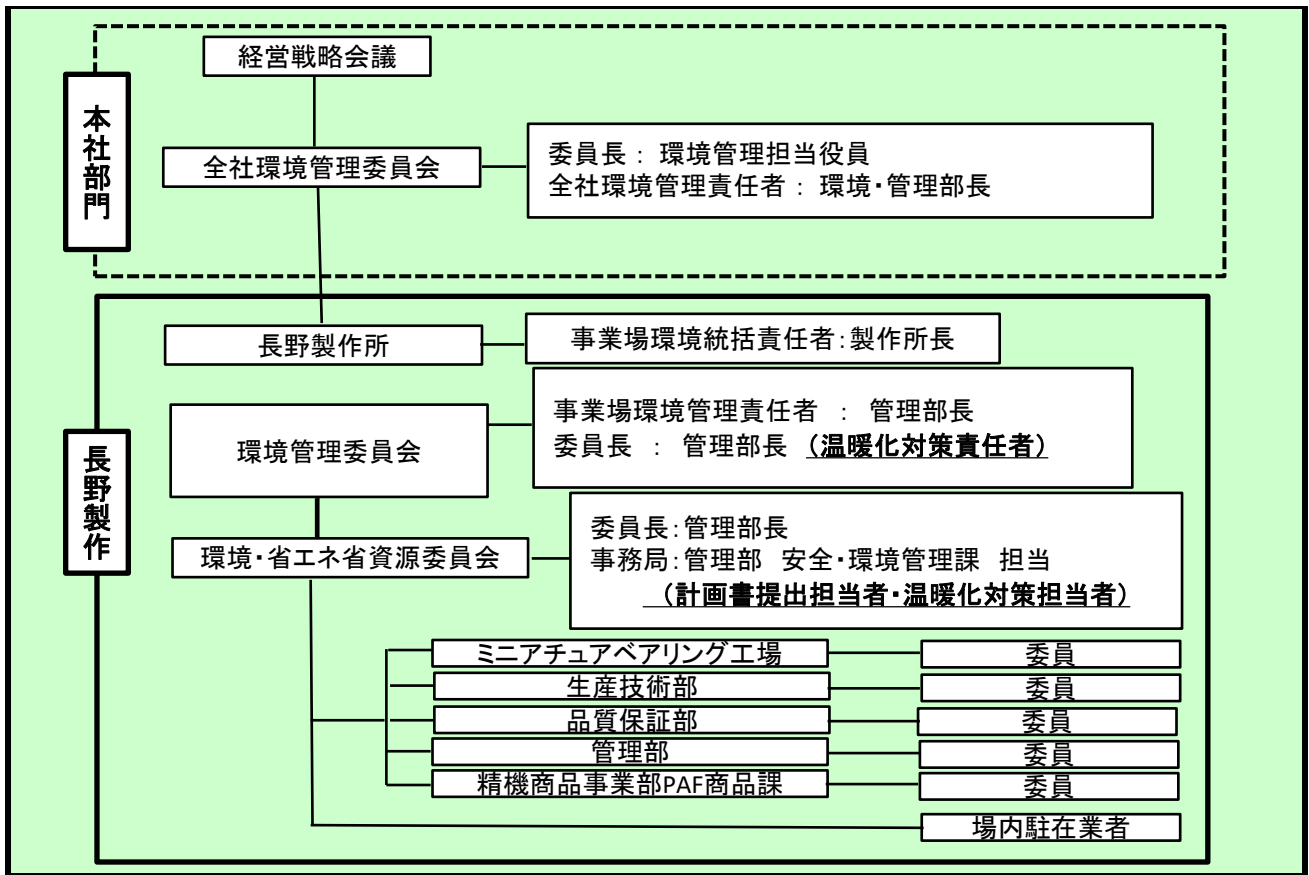 経営戦略会議
本社部門
全社環境管理委員会
委員長： 環境管理担当役員
全社環境管理責任者 ： 環境・管理部長
長野製作所
事業場環境統括責任者：製作所長
長野製作
環境管理委員会
事業場環境管理責任者 ： 管理部長
委員長 ： 管理部長 （温暖化対策責任者）
環境・省エネ省資源委員会
委員長：管理部長
事務局：管理部 安全・環境管理課 担当
（計画書提出担当者・温暖化対策担当者）
ミニアチュアベアリング工場 委員
生産技術部 委員
品質保証部 委員
管理部 委員
精機商品事業部PAF商品課 委員
場内駐在業者